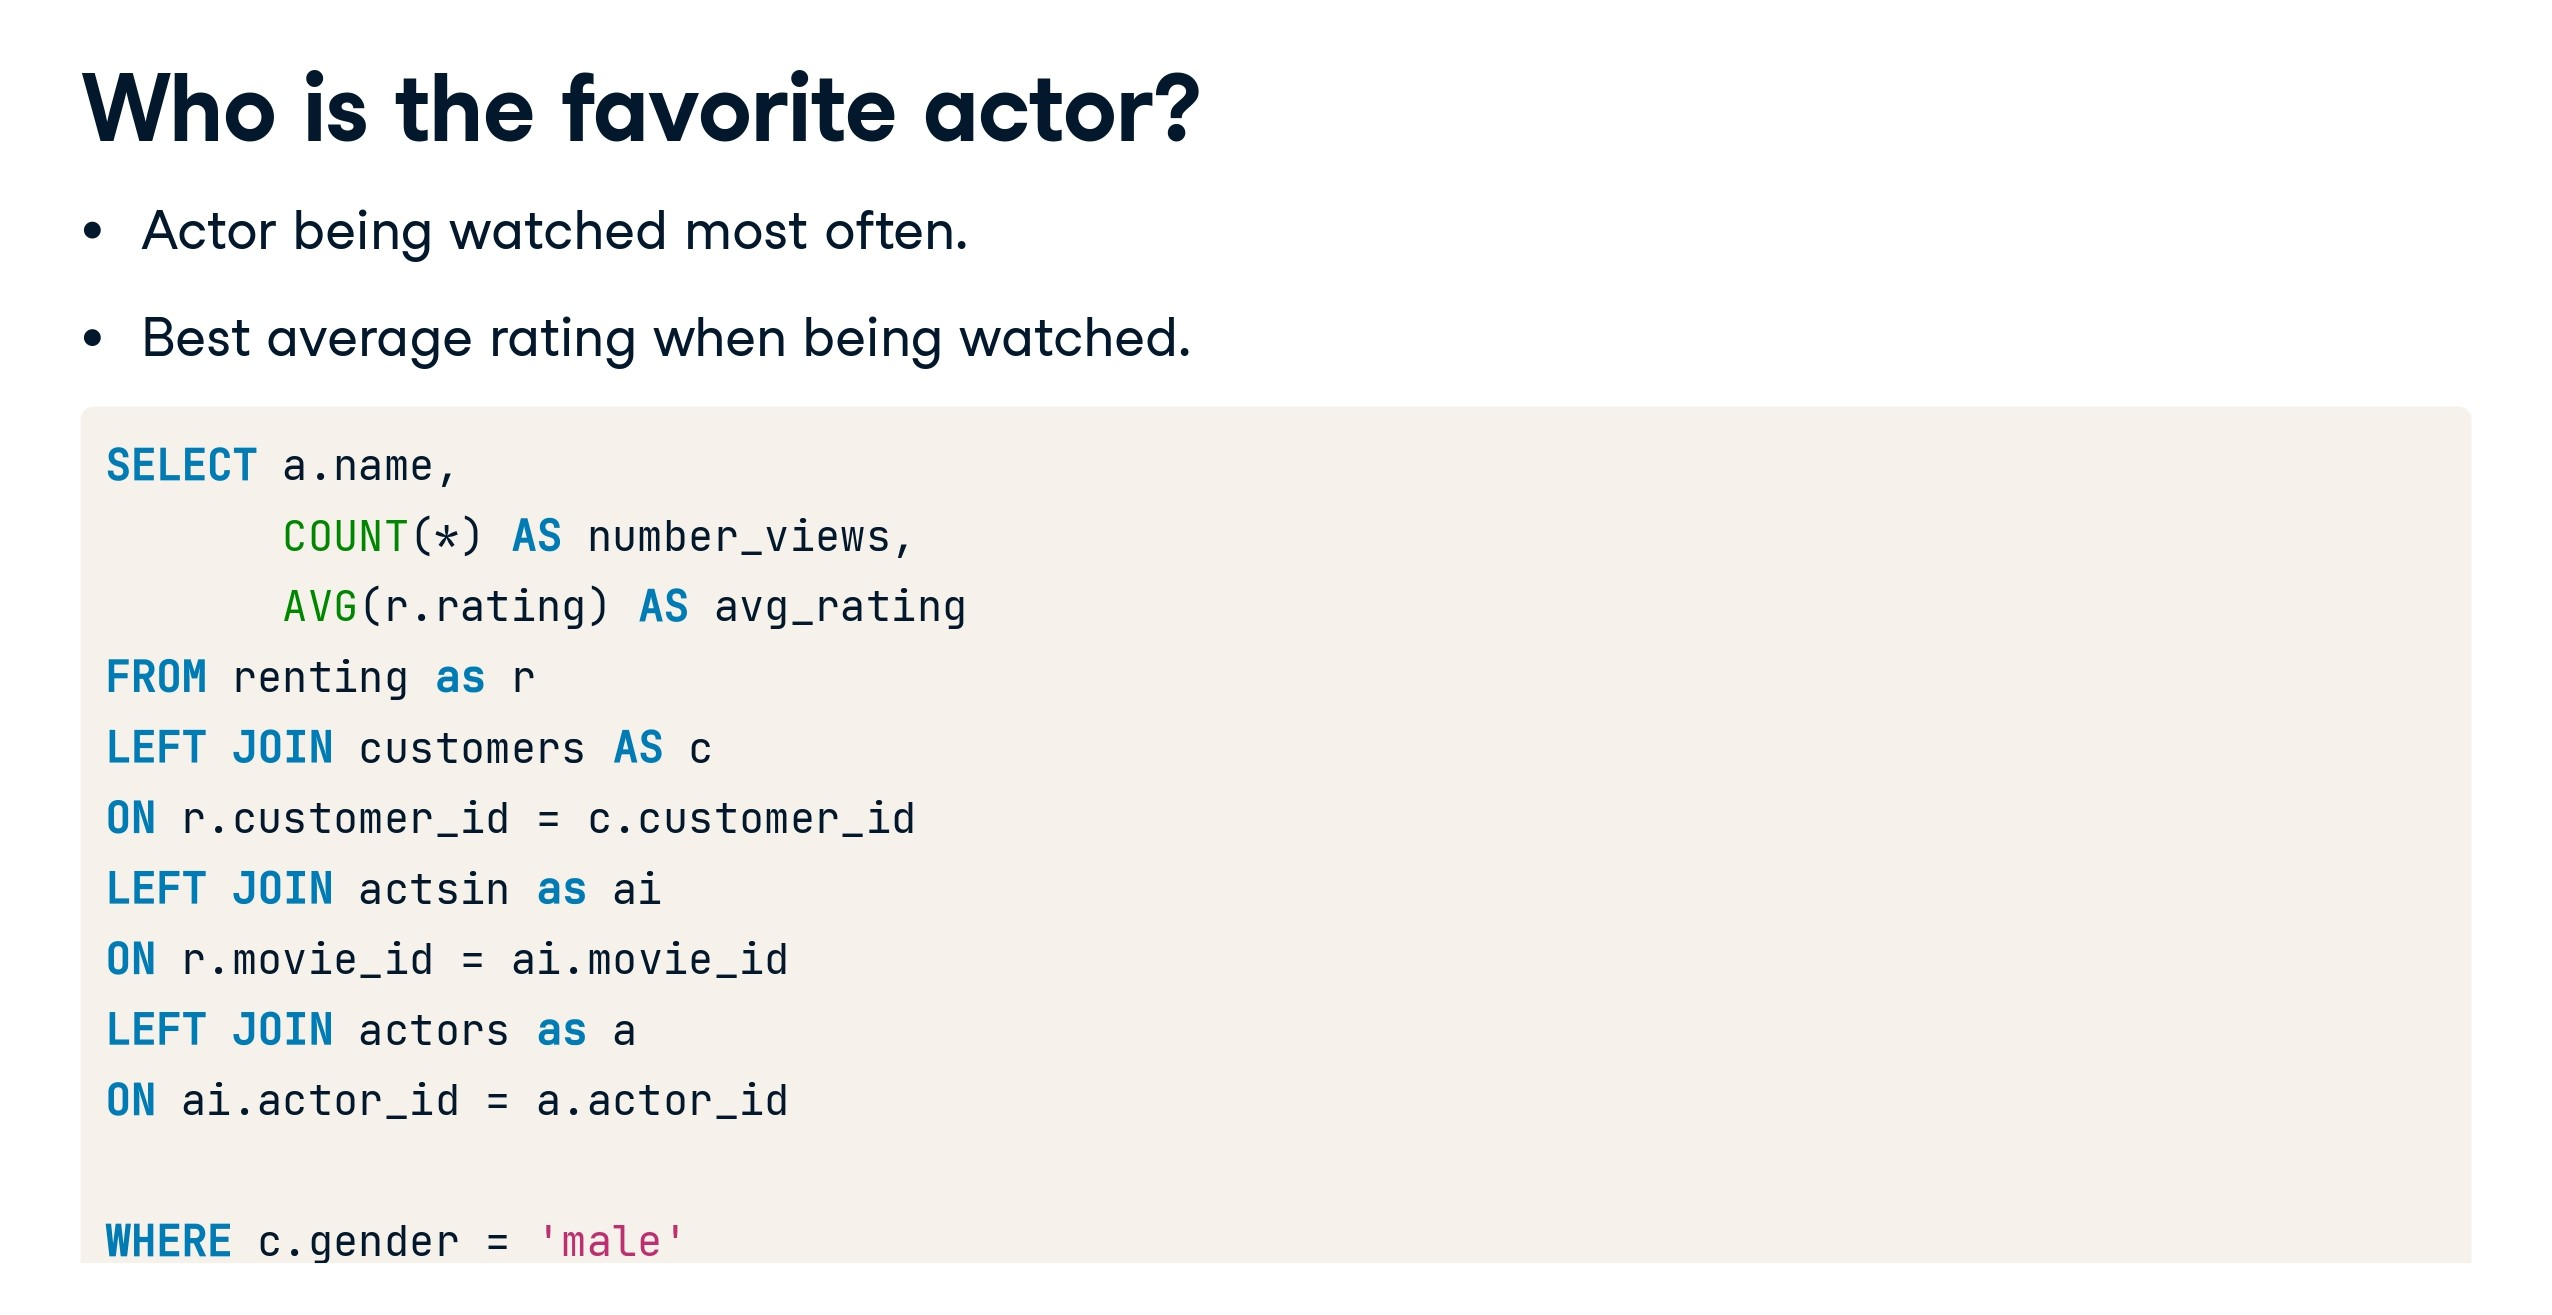 Who is the favorite actor?
• Actor being watched most often.
• Best average rating when being watched.
SELECT a.name,
       COUNT(*) AS number_views,
       AVG(r.rating) AS avg_rating
FROM renting as r
LEFT JOIN customers AS c
ON r.customer_id = c.customer_id
LEFT JOIN actsin as ai
ON r.movie_id = ai.movie_id
LEFT JOIN actors as a
ON ai.actor_id = a.actor_id

WHERE c.gender = 'male'